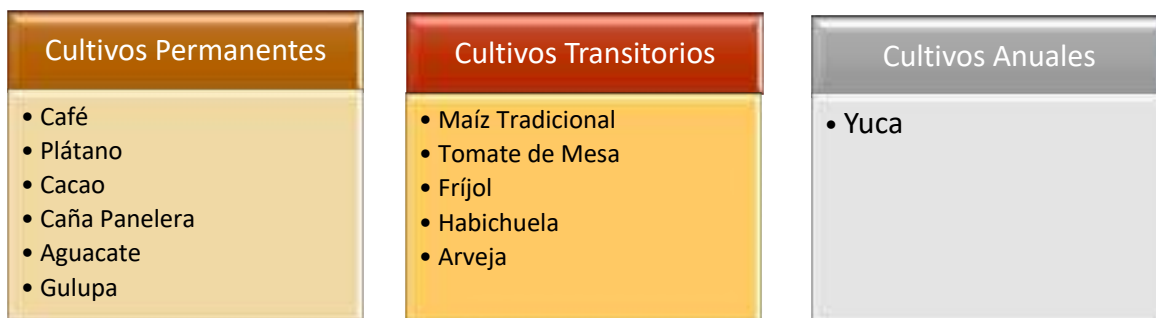 Cultivos Permanentes
• Café
• Plátano
• Cacao
• Caña Panelera
• Aguacate
• Gulupa
Cultivos Transitorios
• Maíz Tradicional
• Tomate de Mesa
• Fríjol
• Habichuela
• Arveja
Cultivos Anuales
• Yuca